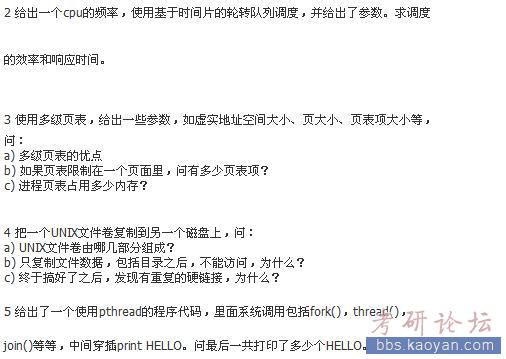 2 给出一个cpu的频率，使用基于时间片的轮转队列调度，并给出了参数。求调度
的效率和响应时间。
3 使用多级页表，给出一些参数，如虚实地址空间大小、页大小、页表项大小等，
问：
a) 多级页表的优点
b) 如果页表限制在一个页面里，问有多少页表项？
c) 进程页表占用多少内存？
4 把一个UNIX文件卷复制到另一个磁盘上，问：
a) UNIX文件卷由哪几部分组成？
b) 只复制文件数据，包括目录之后，不能访问，为什么？
c) 终于搞好了之后，发现有重复的硬链接，为什么？
5 给出了一个使用pthread的程序代码，里面系统调用包括fork()，thread()，
join()等等，中间穿插print HELLO。问最后一共打印了多少个HELLO。
考研论坛
bbs.kaoyan.com